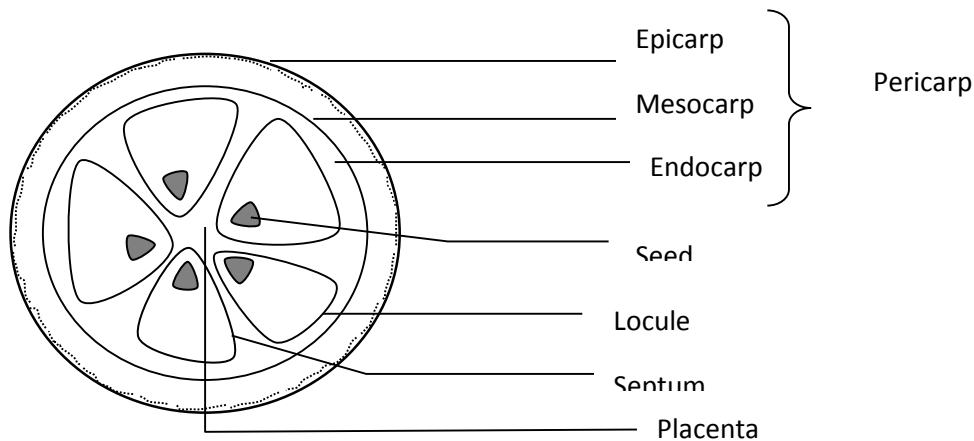 Epicarp
Mesocarp
Endocarp
Pericarp
Seed
Locule
Septum
Placenta